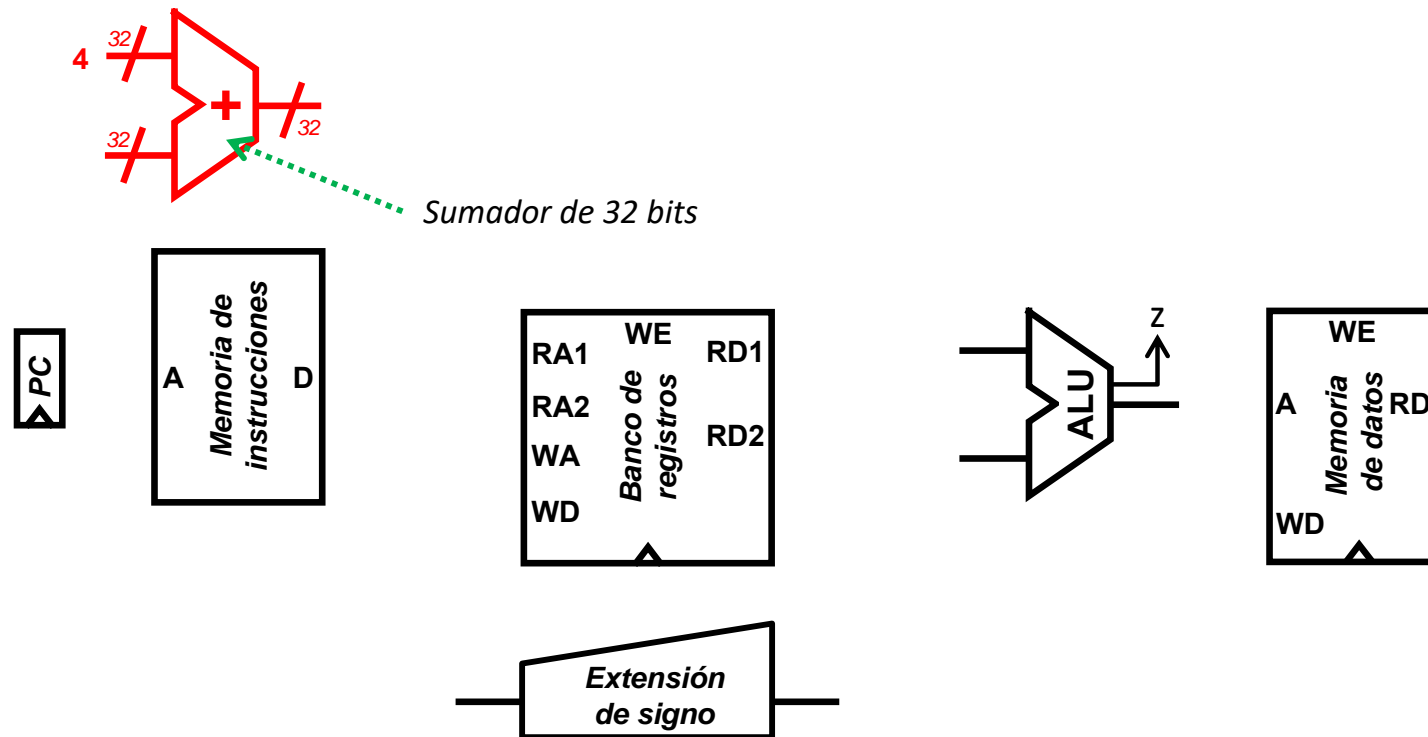 32
4
+
32
32
Sumador de 32 bits
PC
A
Memoria de
instrucciones
D
WE
RA1
RD1
RA2
RD2
WA
WD
Banco de
registros
Z
ALU
WE
A
RD
WD
Memoria
de datos
Extensión
de signo